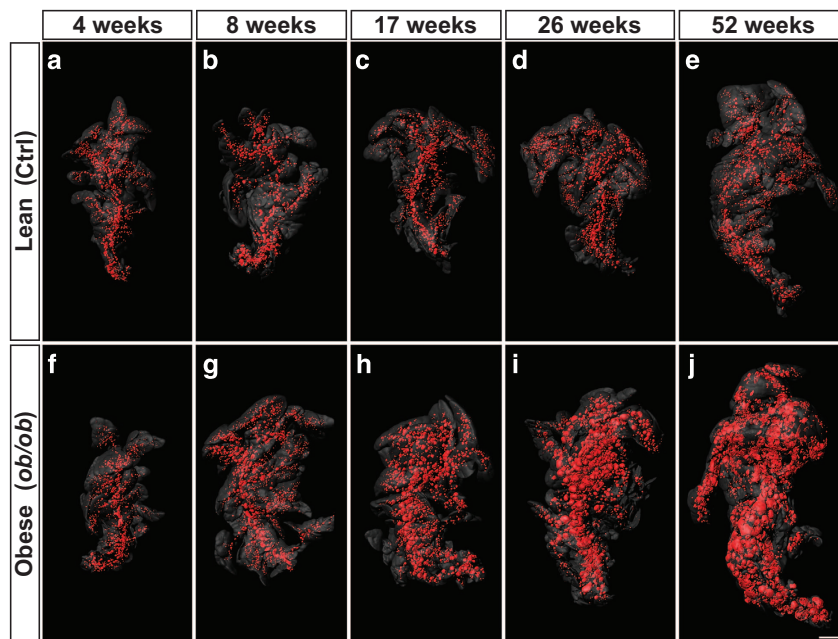 4 weeks 8 weeks 17 weeks 26 weeks 52 weeks
Lean (Ctrl)
a b c d e
Obese (ob/ob)
f g h i j